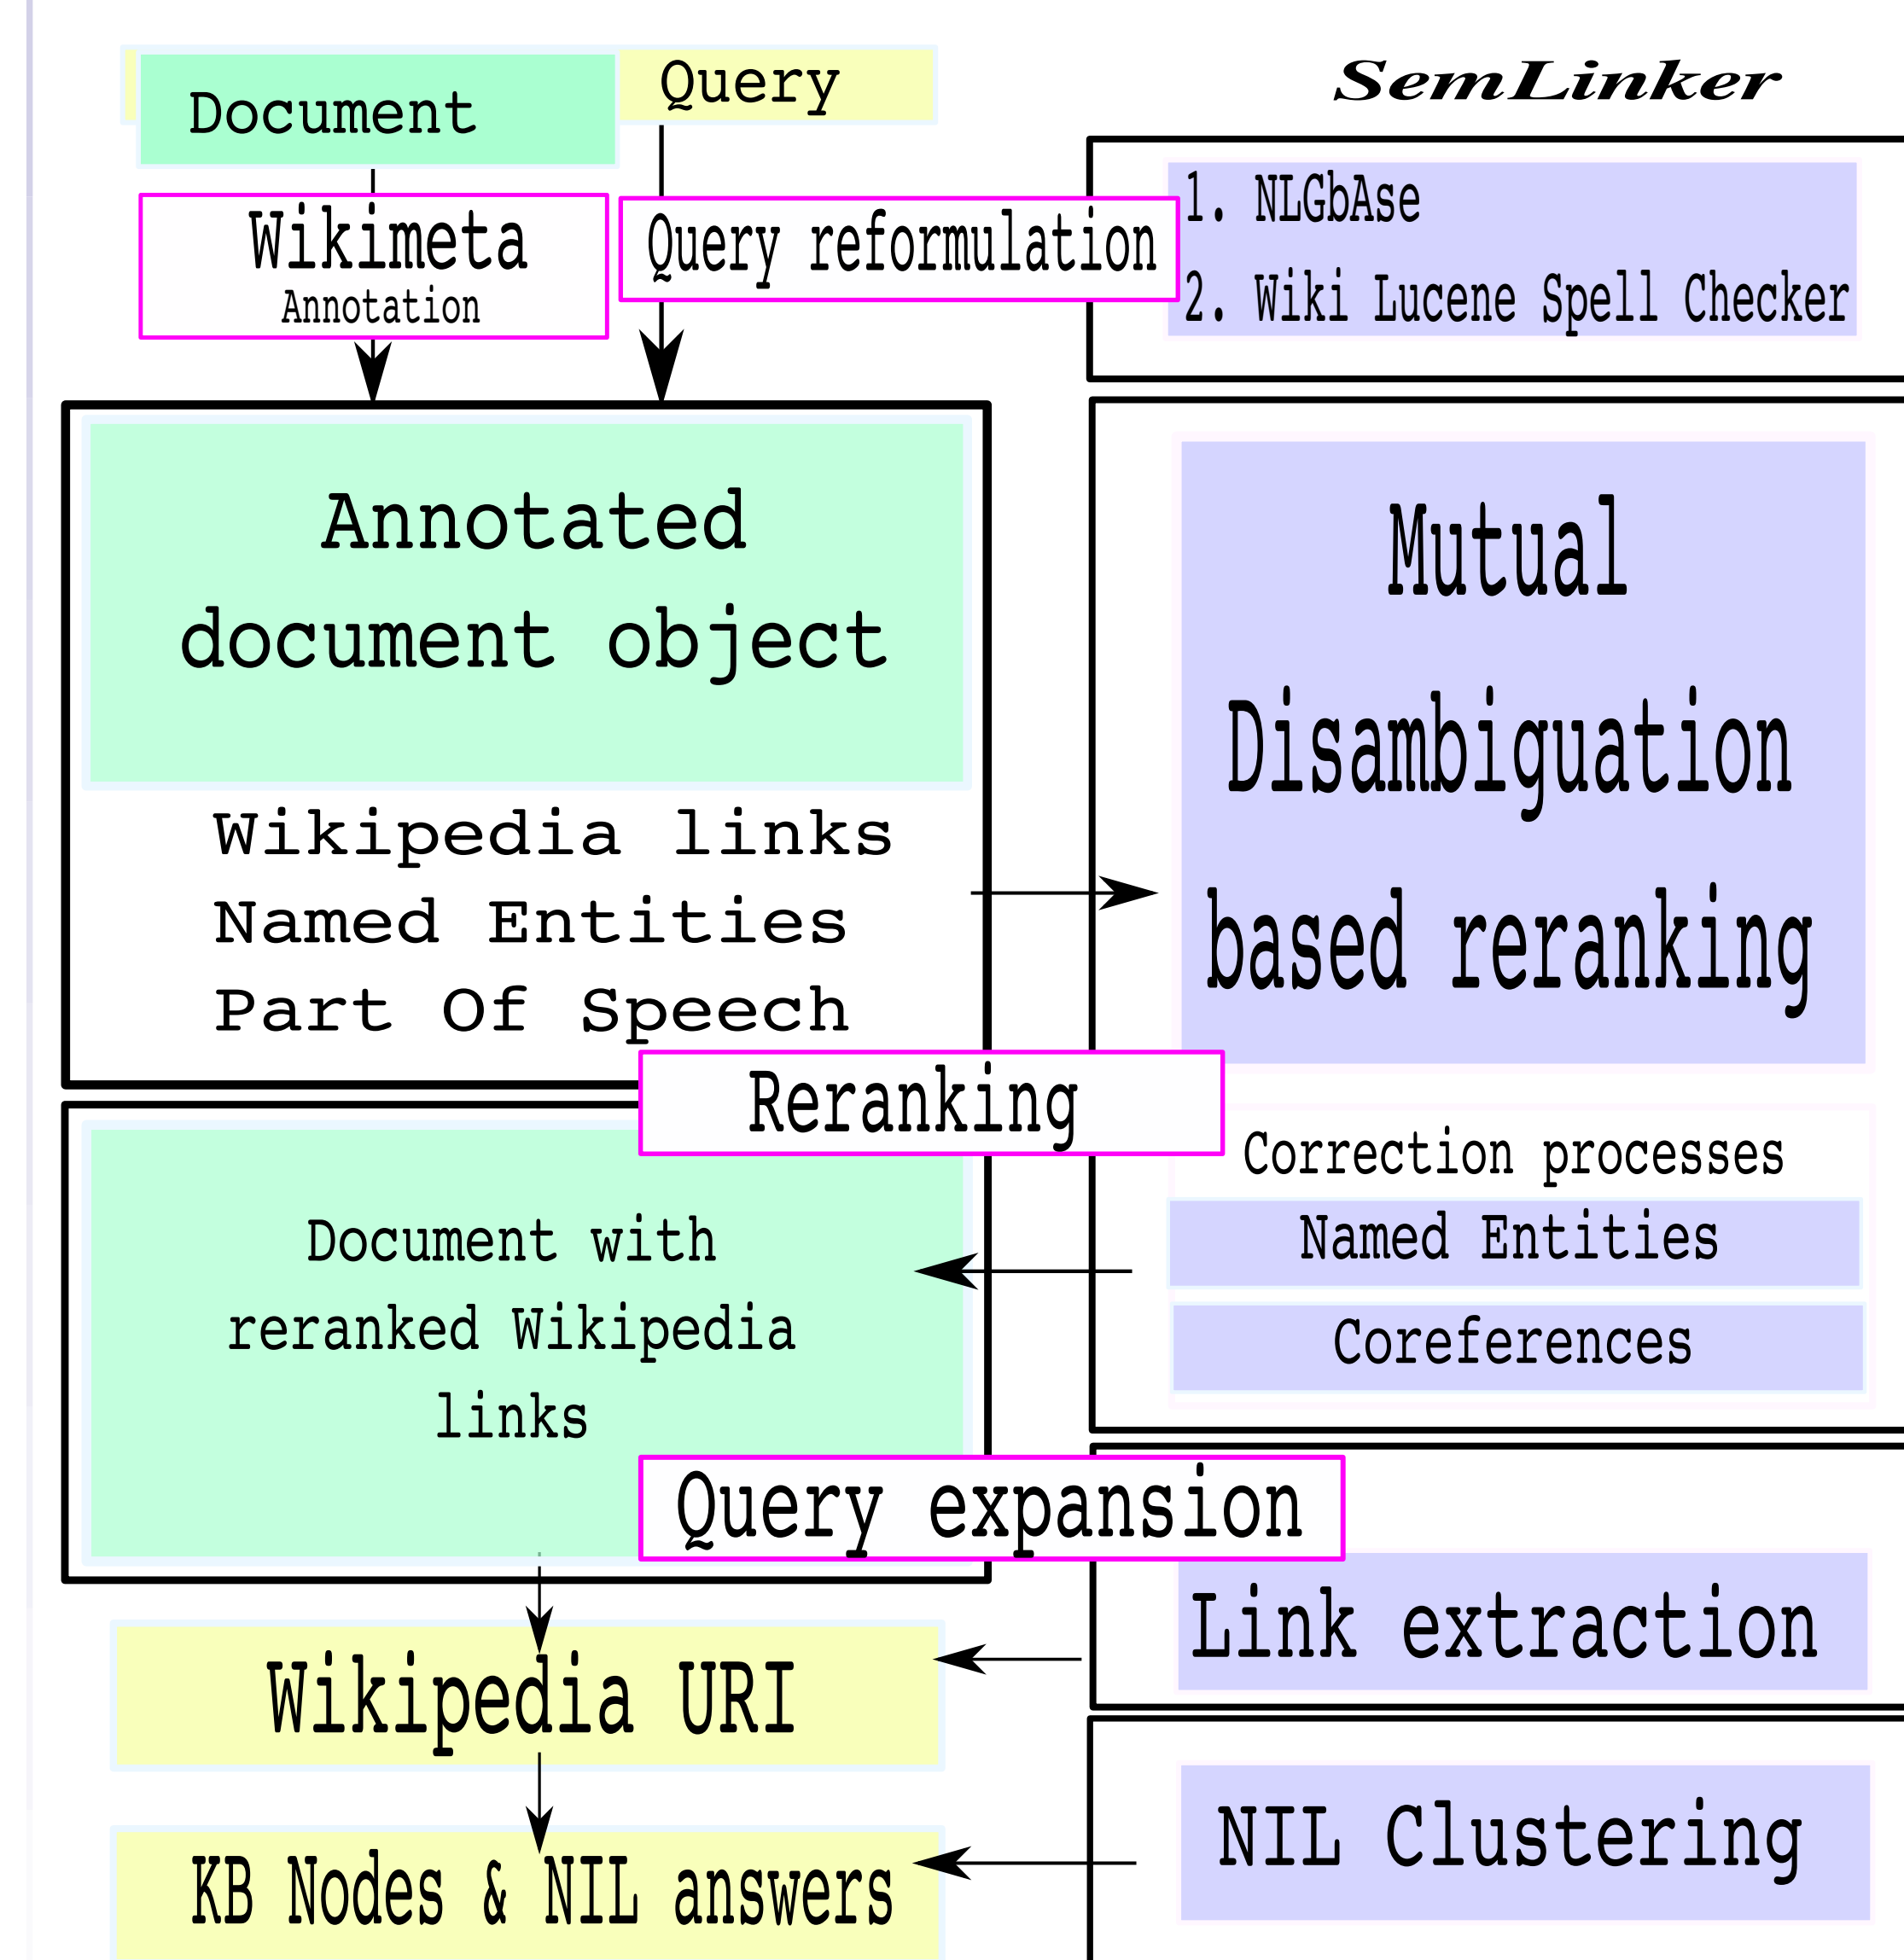 Document
Query
SemLinker
Wikimeta
Annotation
Query reformulation
1. NLGbAse
2. Wiki Lucene Spell Checker
Annotated
document object
Wikipedia links
Named Entities
Part Of Speech
Mutual
Disambiguation
based reranking
Reranking
Correction processes
Named Entities
Coreferences
Document with
reranked Wikipedia
links
Query expansion
Link extraction
Wikipedia URI
NIL Clustering
KB Nodes & NIL answers